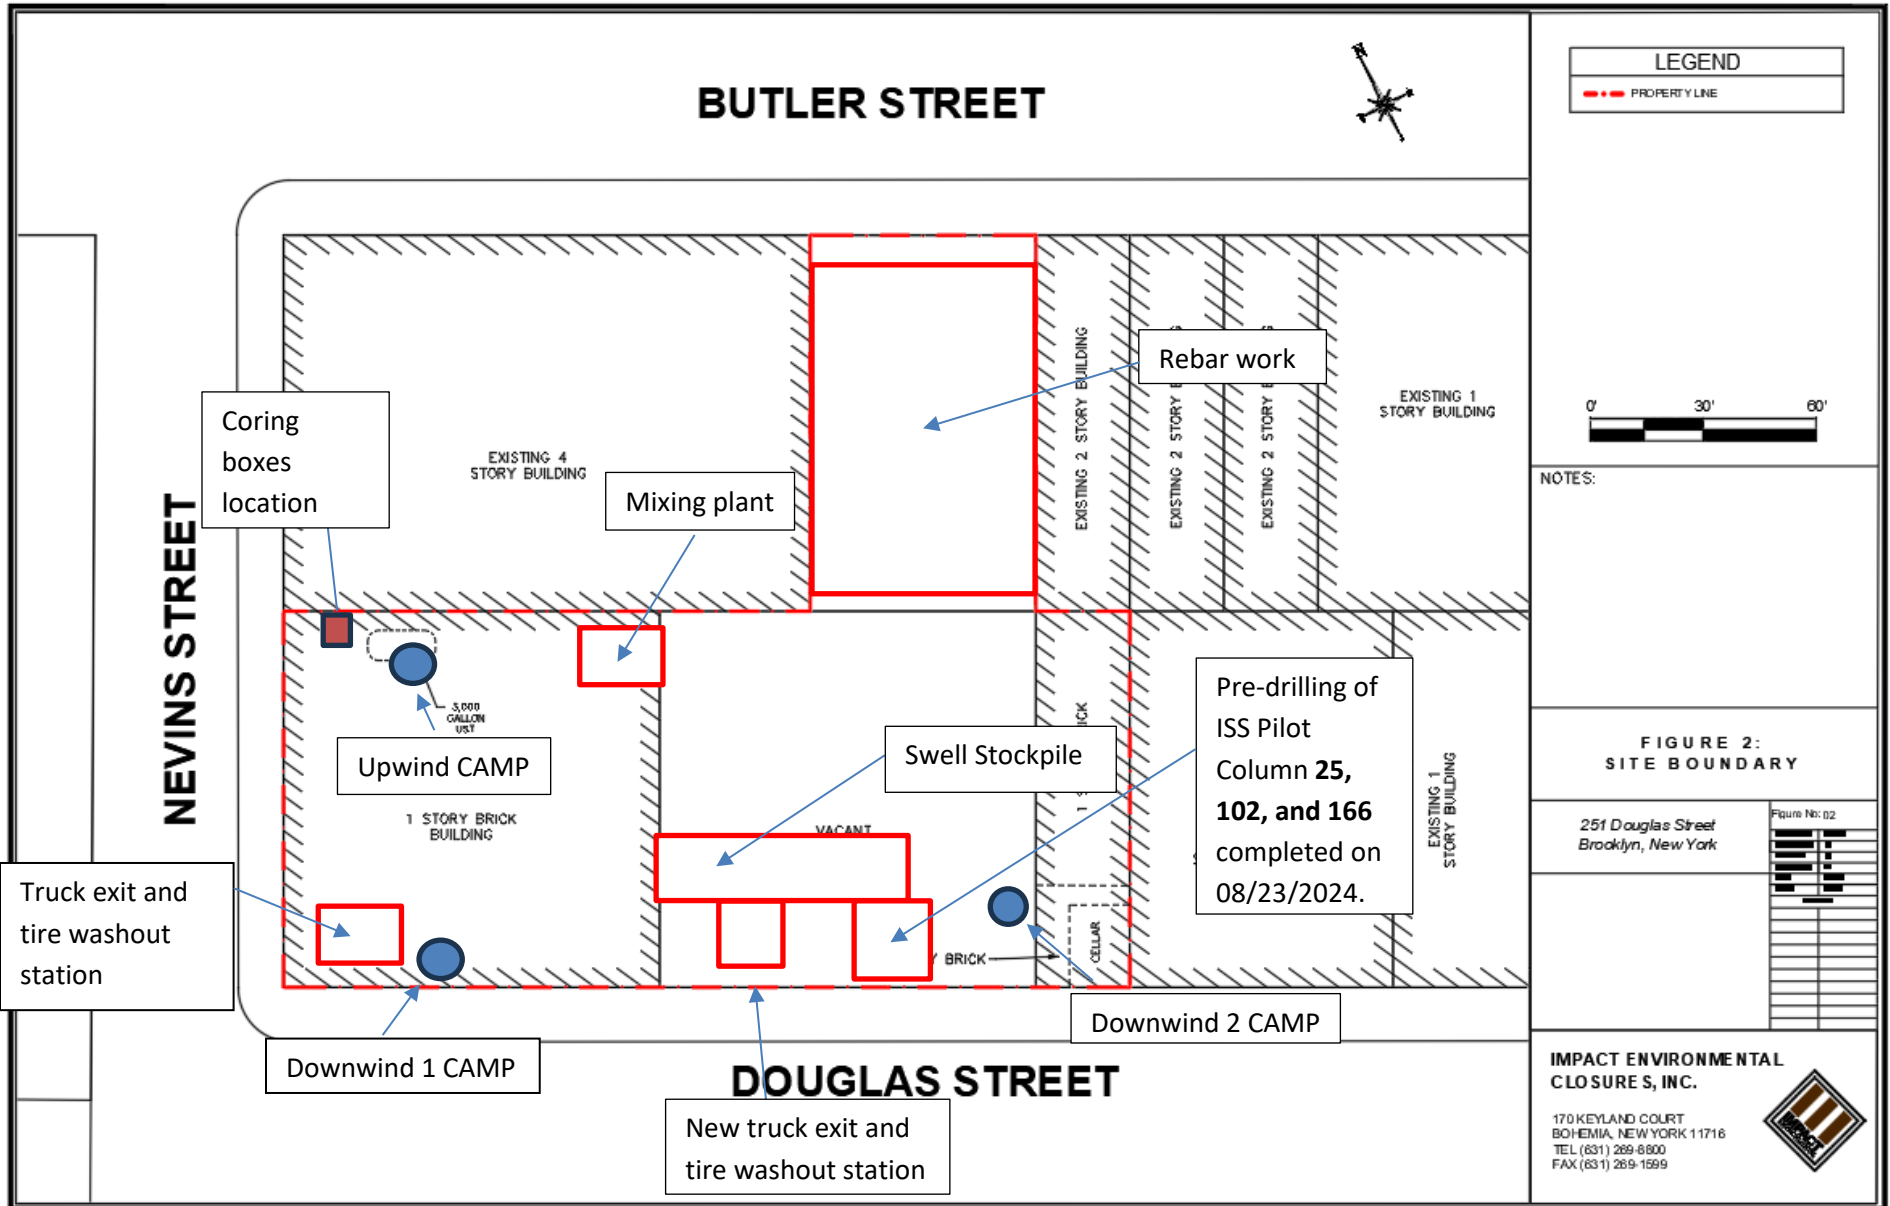 BUTLER STREET
N
LEGEND
PROPERTY LINE
0' 30' 60'
NOTES:
Rebar work
EXISTING 2 STORY BUILDING
EXISTING 2 STORY
EXISTING 2 STORY
EXISTING 1
STORY BUILDING
Coring
boxes
location
EXISTING 4
STORY BUILDING
Mixing plant
NEVINS STREET
3,000
GALLON
UST
Upwind CAMP
1 STORY BRICK
BUILDING
Swell Stockpile
VACANT
Pre-drilling of
ISS Pilot
Column 25,
102, and 166
completed on
08/23/2024.
EXISTING 1
STORY BUILDING
Truck exit and
tire washout
station
BRICK
CELLAR
Downwind 1 CAMP
Downwind 2 CAMP
DOUGLAS STREET
New truck exit and
tire washout station
FIGURE 2:
SITE BOUNDARY
251 Douglas Street
Brooklyn, New York
Figure No: 02
IMPACT ENVIRONMENTAL
CLOSURES, INC.
170 KEYLAND COURT
BOHEMIA, NEW YORK 11716
TEL (631) 269-8800
FAX (631) 269-1599